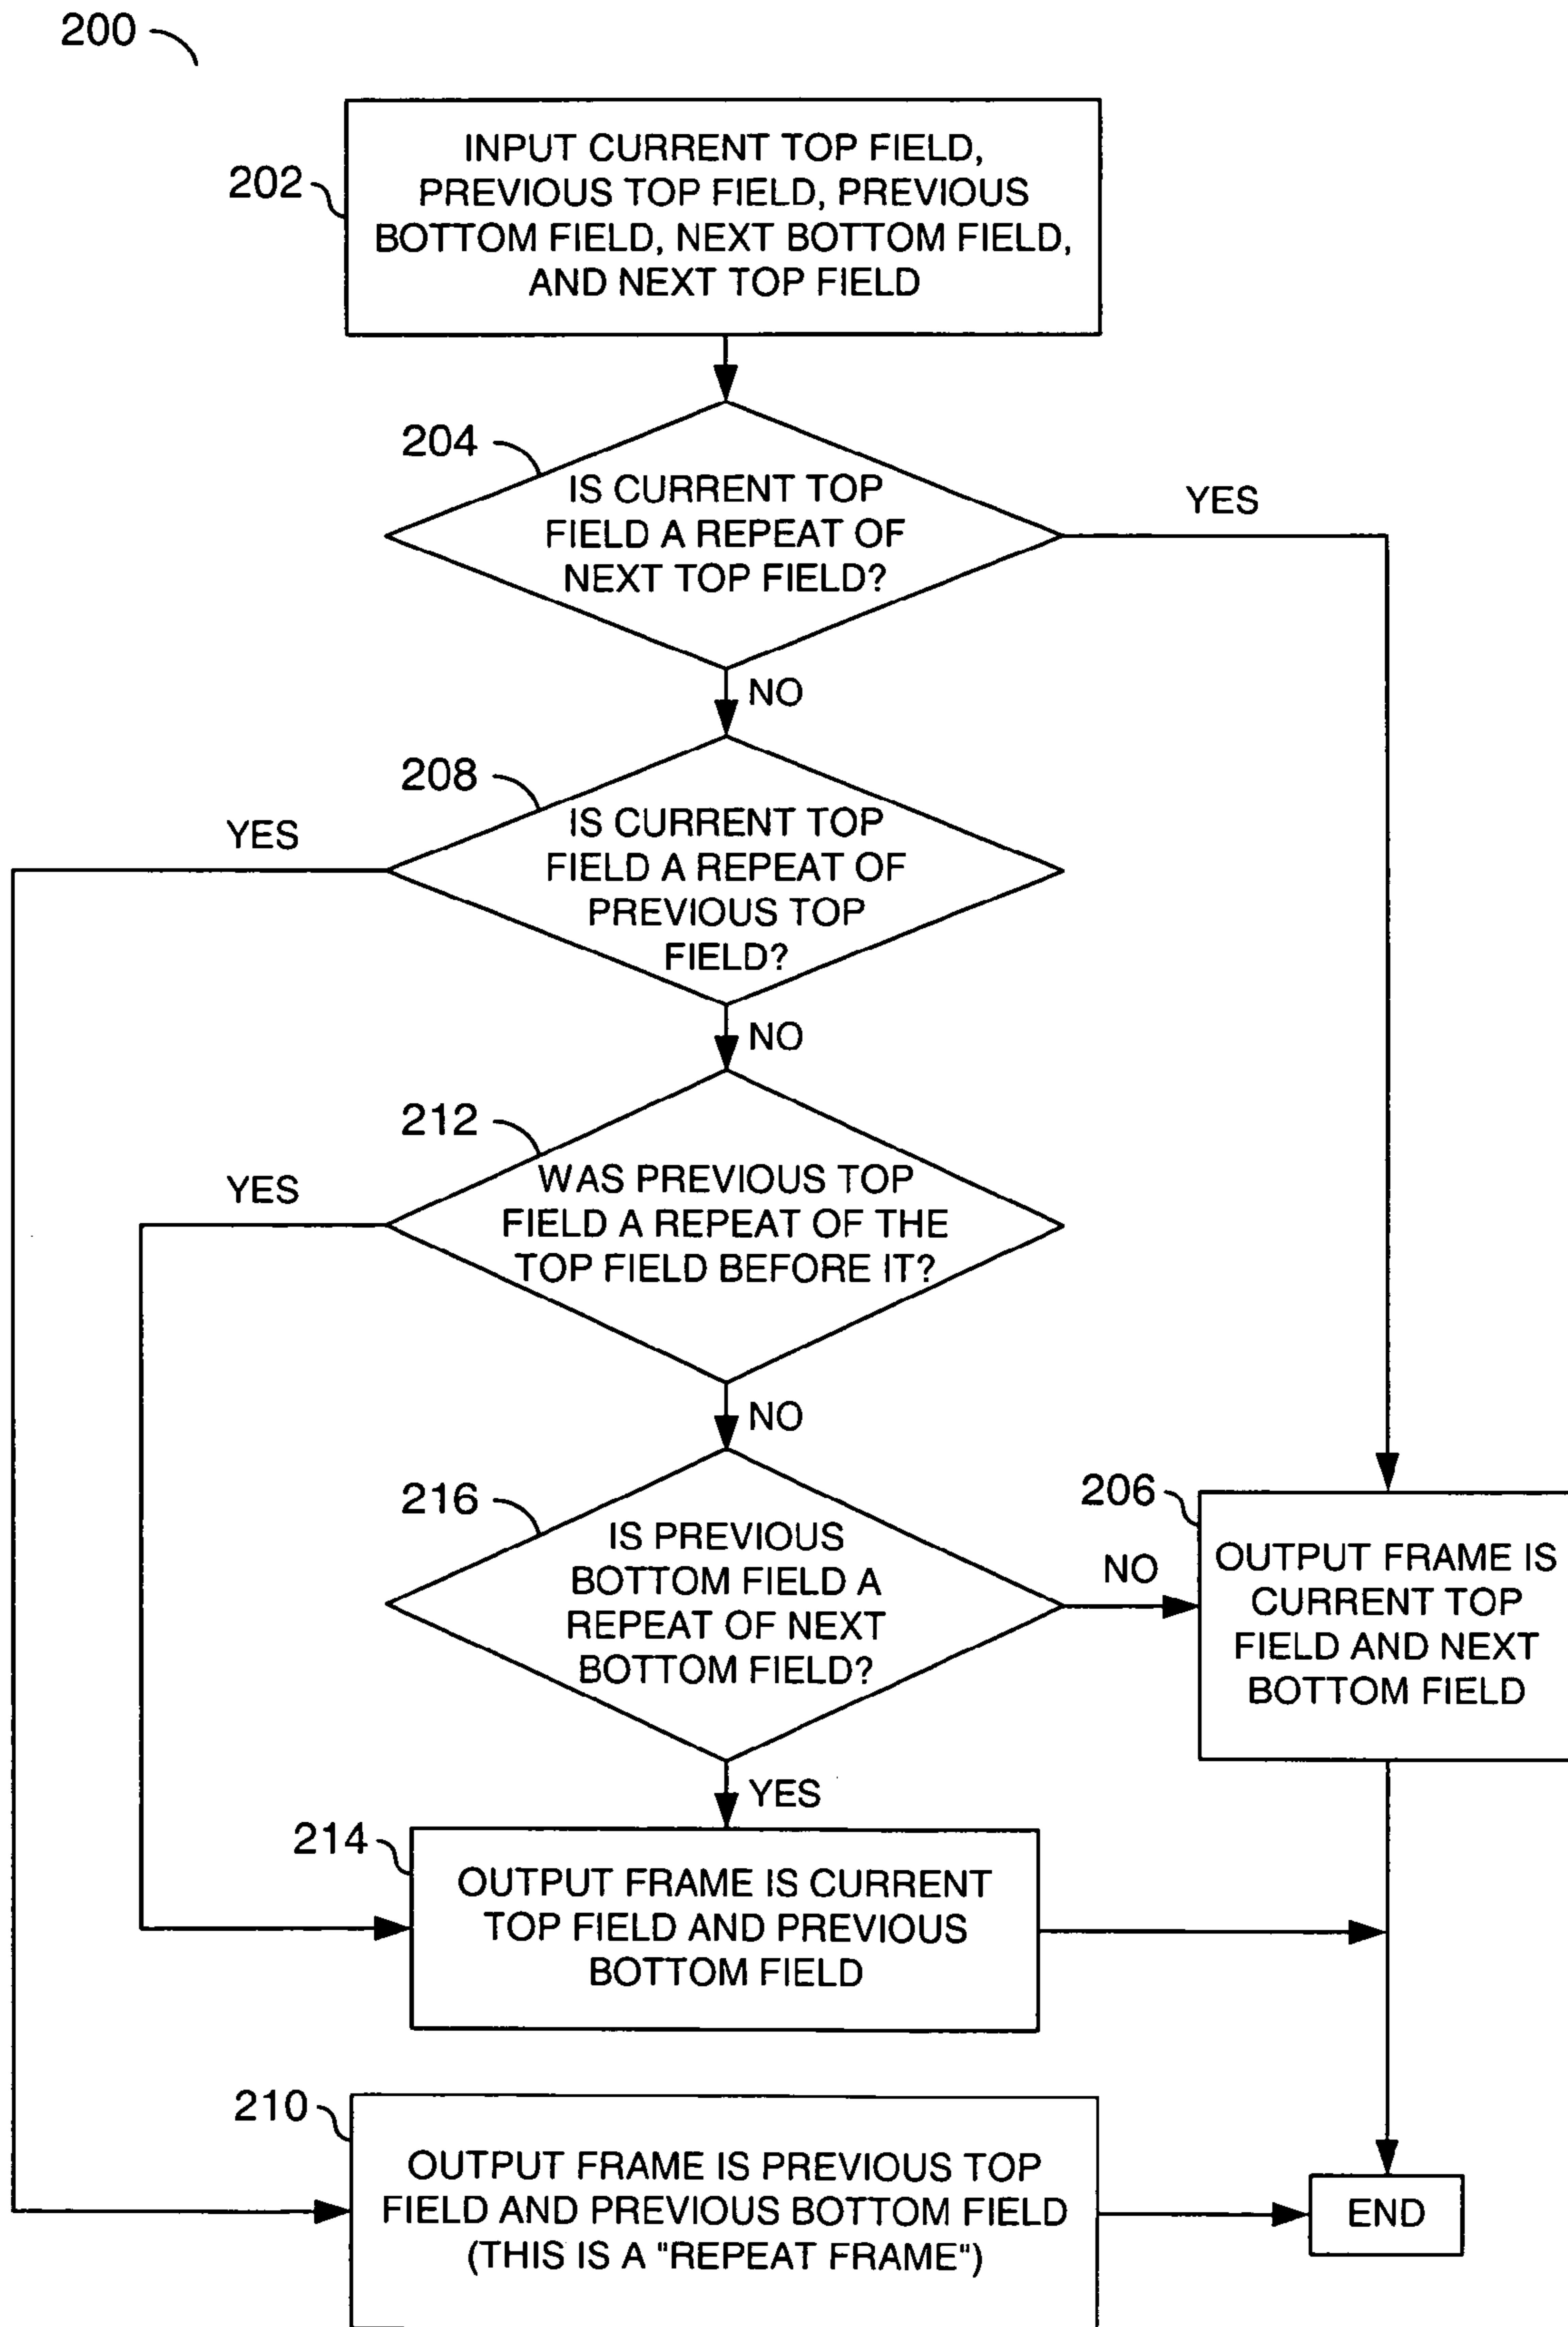 200
202
INPUT CURRENT TOP FIELD,
PREVIOUS TOP FIELD, PREVIOUS
BOTTOM FIELD, NEXT BOTTOM FIELD,
AND NEXT TOP FIELD
204
IS CURRENT TOP
FIELD A REPEAT OF
NEXT TOP FIELD?
YES
NO
208
IS CURRENT TOP
FIELD A REPEAT OF
PREVIOUS TOP
FIELD?
YES
NO
212
WAS PREVIOUS TOP
FIELD A REPEAT OF THE
TOP FIELD BEFORE IT?
YES
NO
216
IS PREVIOUS
BOTTOM FIELD A
REPEAT OF NEXT
BOTTOM FIELD?
NO
206
OUTPUT FRAME IS
CURRENT TOP
FIELD AND NEXT
BOTTOM FIELD
YES
214
OUTPUT FRAME IS CURRENT
TOP FIELD AND PREVIOUS
BOTTOM FIELD
210
OUTPUT FRAME IS PREVIOUS TOP
FIELD AND PREVIOUS BOTTOM FIELD
(THIS IS A "REPEAT FRAME")
END